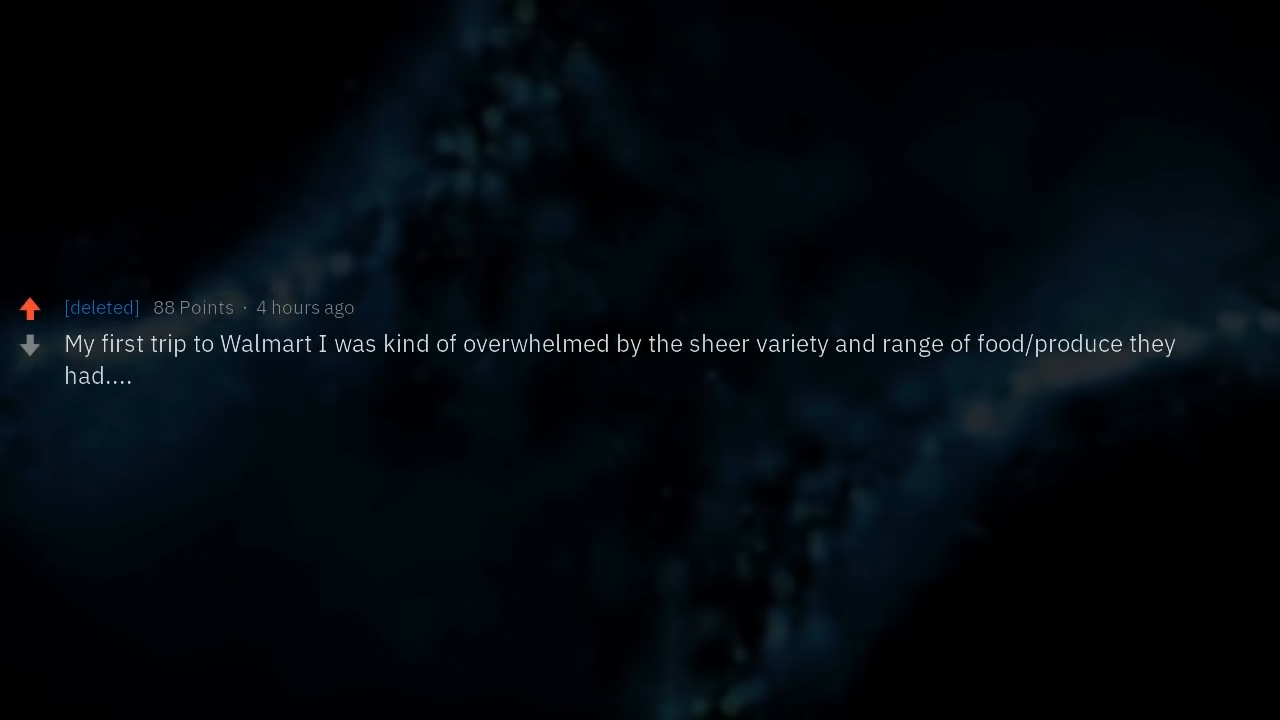 [deleted] 88 Points · 4 hours ago
My first trip to Walmart I was kind of overwhelmed by the sheer variety and range of food/produce they
had....